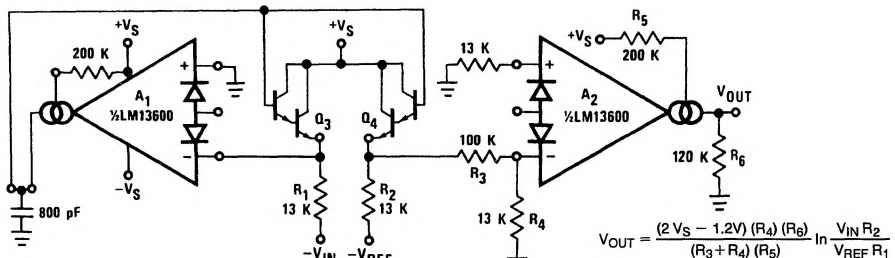 +VS
200 K
A1
½LM13600
+
−
−VS
800 pF
+VS
Q3
Q4
R1
13 K
−VIN
R2
13 K
−VREF
13 K
100 K
R3
13 K
R4
+
−
A2
½LM13600
+VS
R5
200 K
VOUT
120 K
R6
VOUT = (2 VS − 1.2V) (R4) (R6) / (R3+R4) (R5) ln VIN R2 / VREF R1